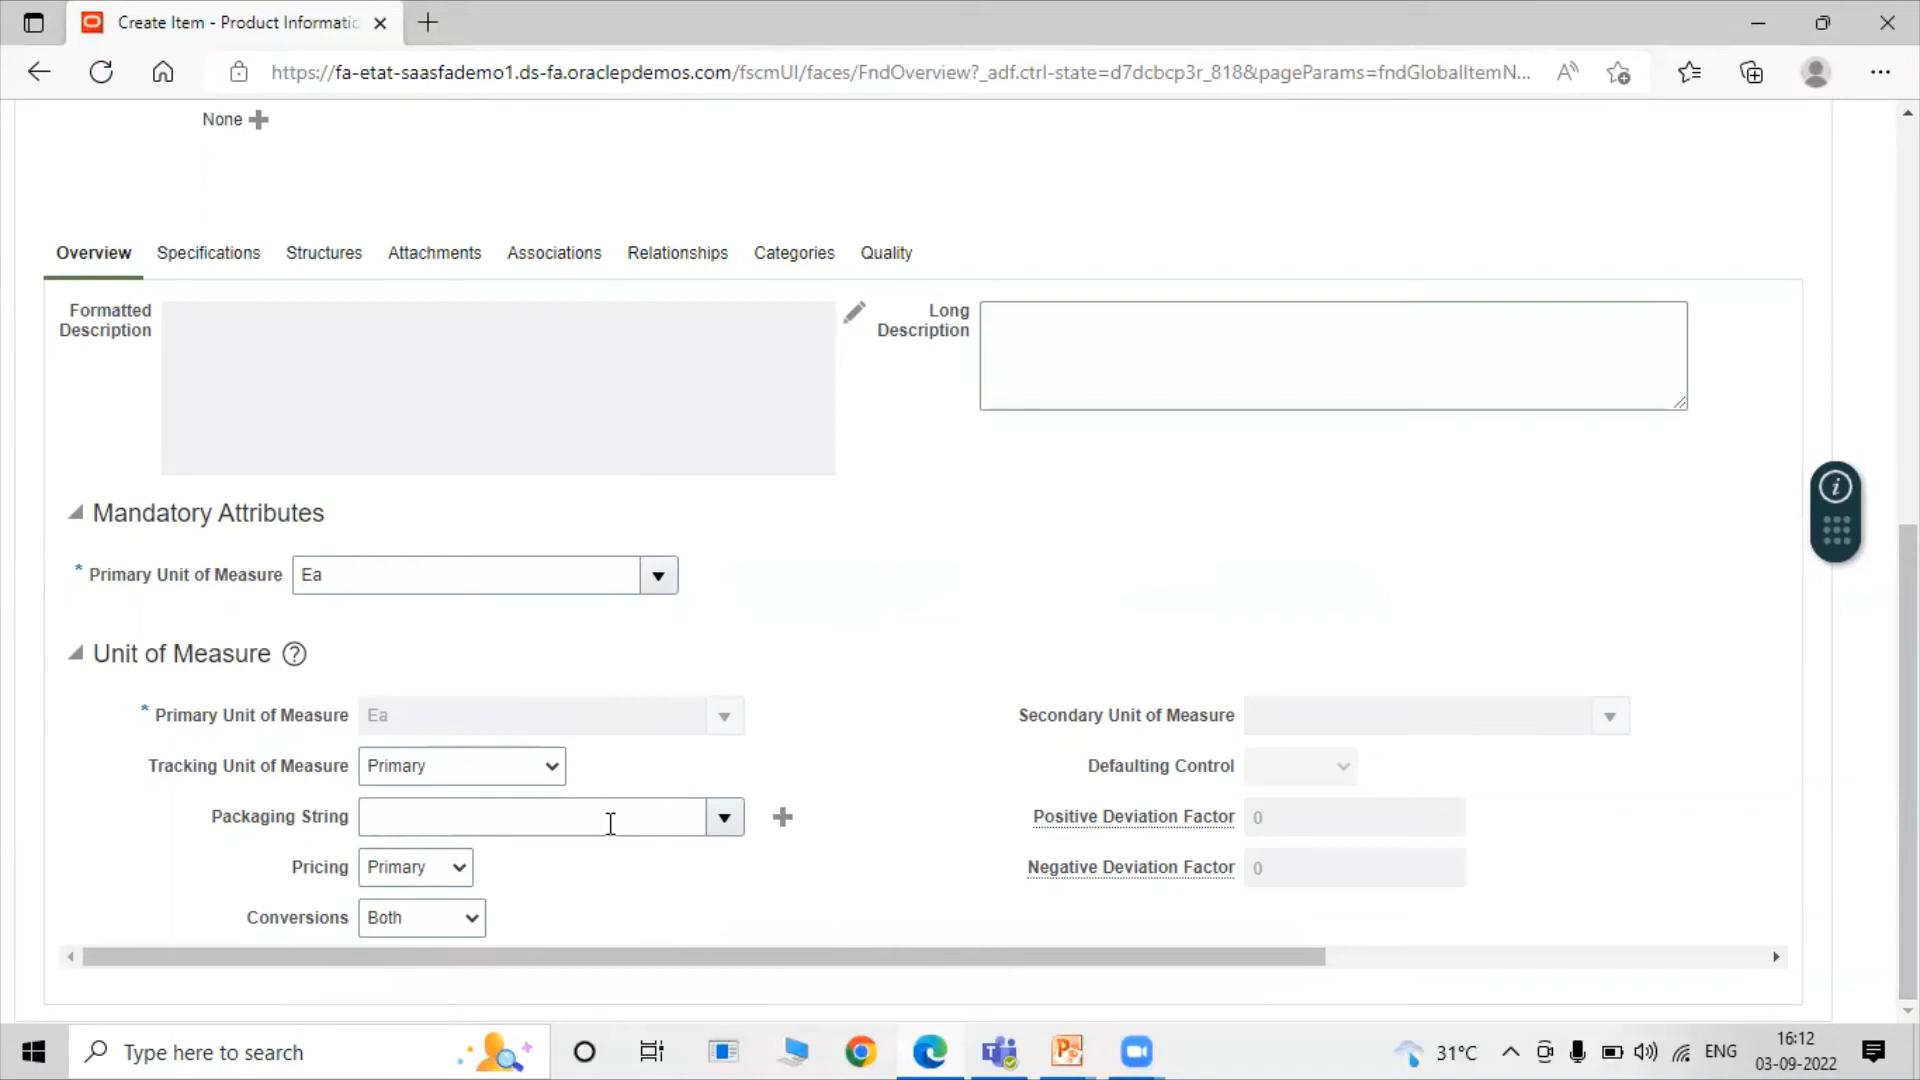 Create Item - Product Informatic
https://fa-etat-saasfademo1.ds-fa.oraclepdemos.com/fscmUI/faces/FndOverview?_adf.ctrl-state=d7dcbcp3r_818&pageParams=fndGlobalItemN...
None
Overview Specifications Structures Attachments Associations Relationships Categories Quality
Formatted Description
Long Description
Mandatory Attributes
* Primary Unit of Measure Ea
Unit of Measure ?
* Primary Unit of Measure Ea
Secondary Unit of Measure
Tracking Unit of Measure Primary
Defaulting Control
Packaging String
Positive Deviation Factor 0
Pricing Primary
Negative Deviation Factor 0
Conversions Both
Type here to search
31°C
ENG
16:12
03-09-2022